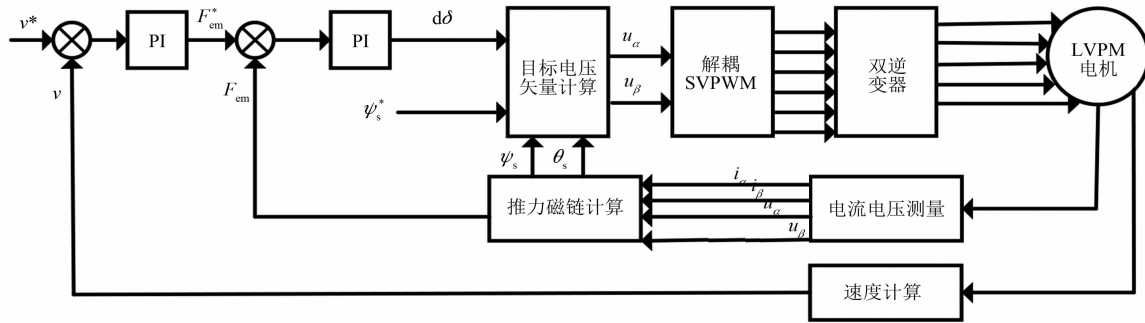 v*
F*em
dδ
PI
PI
v
Fem
ψ*s
目标电压
矢量计算
uα
uβ
解耦
SVPWM
双逆
变器
LVPM
电机
ψs
θs
推力磁链计算
iα
iβ
uα
uβ
电流电压测量
速度计算